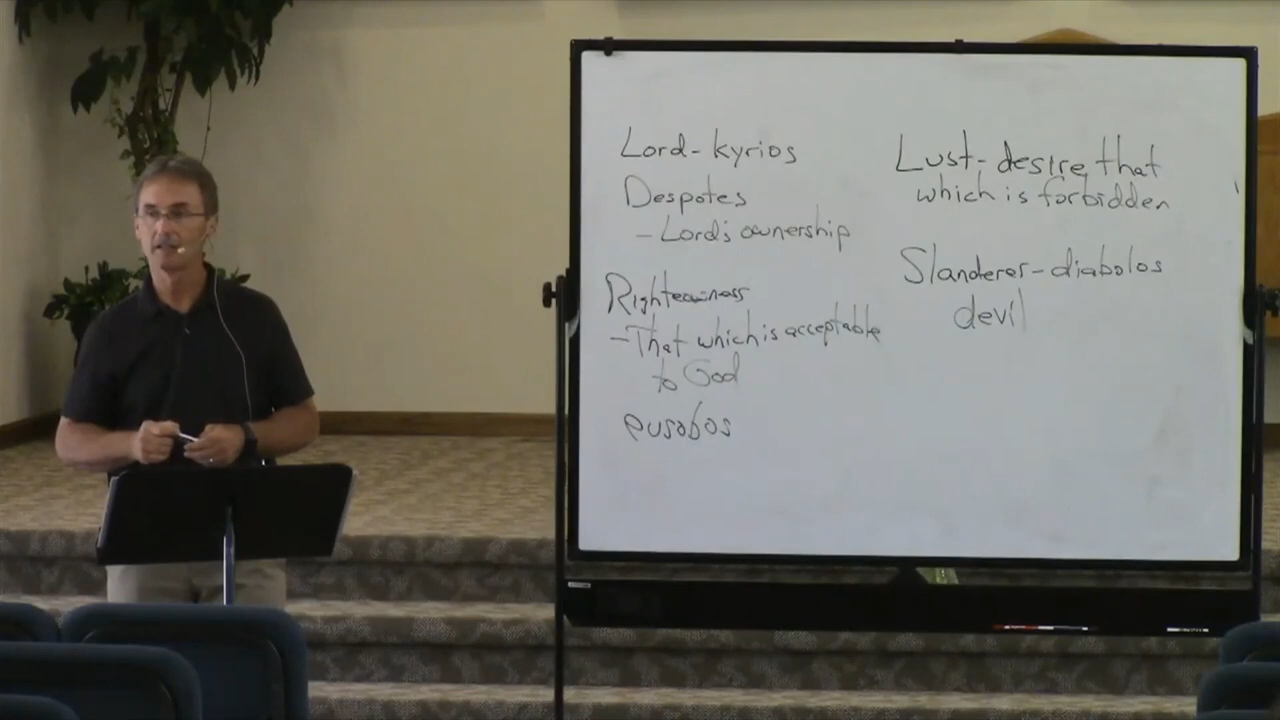 Lord - kyrios
Despotes
- Lord's ownership
Righteousness
- That which is acceptable
to God
eusobos
Lust - desire, that
which is forbidden
Slanderer - diabolos
devil